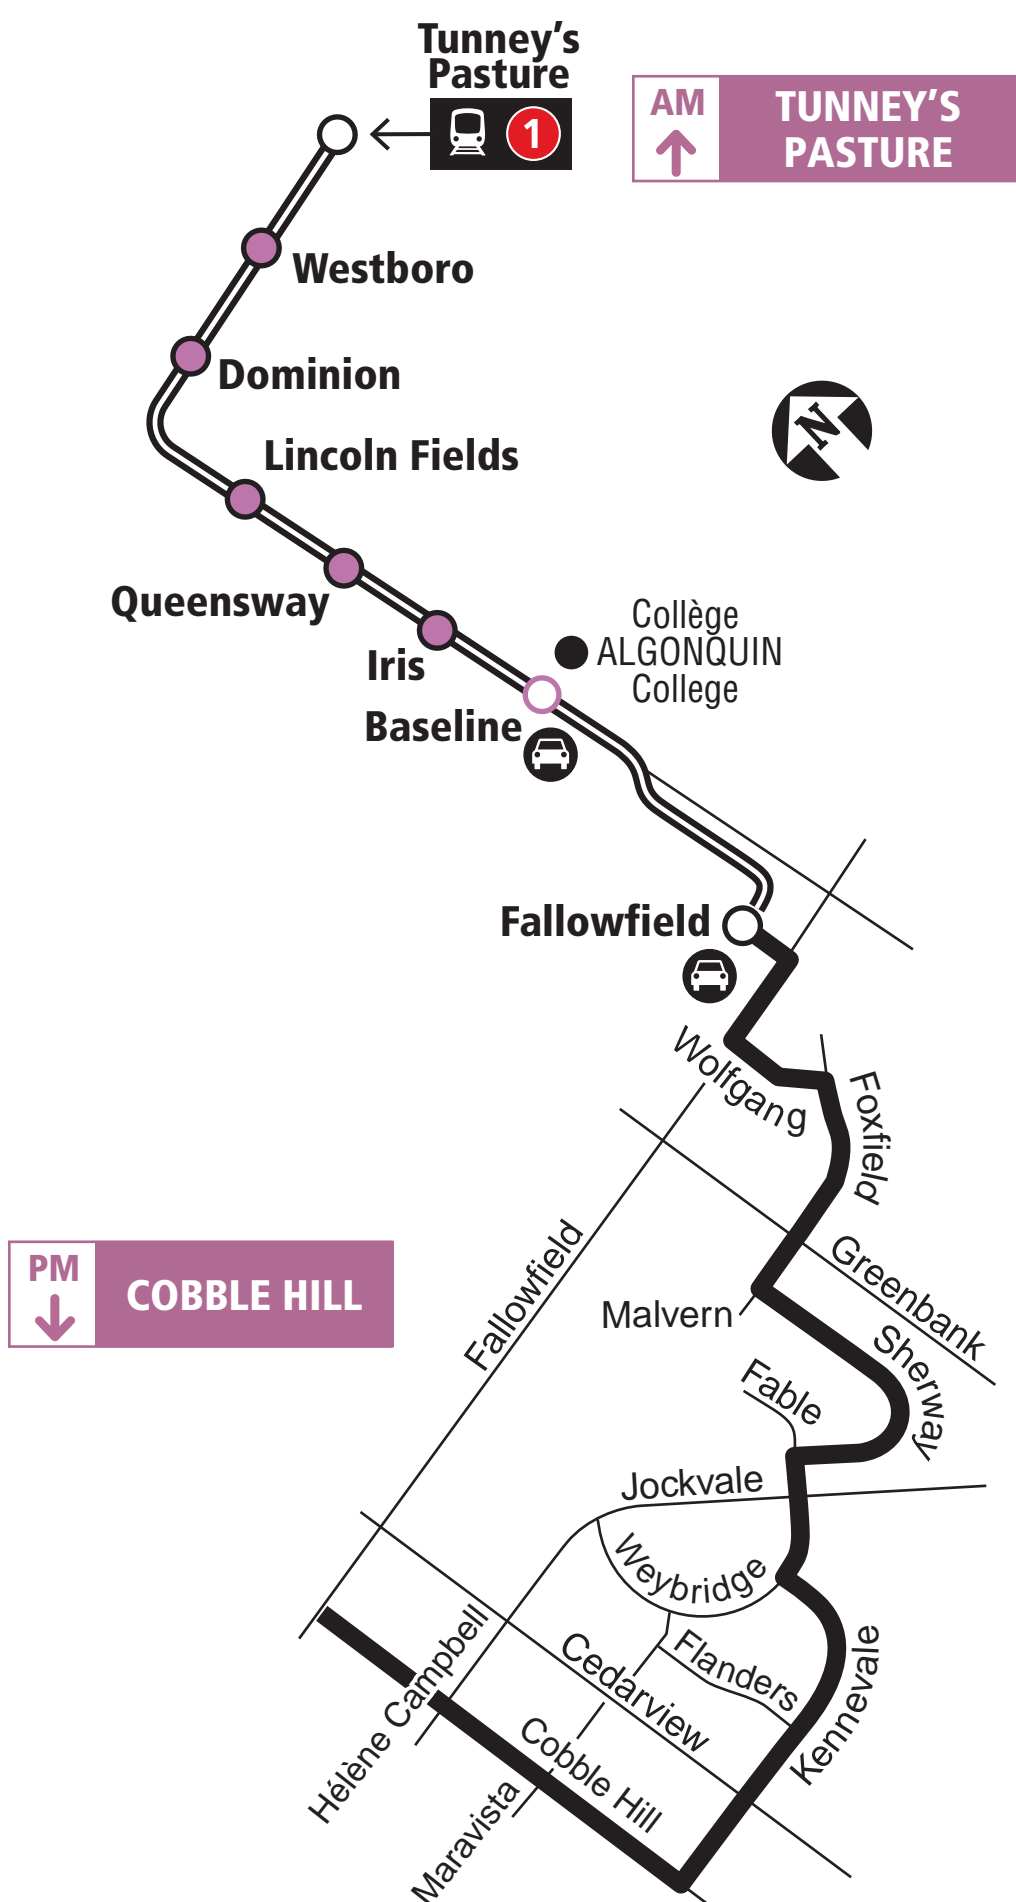 Tunney's
Pasture
1
AM
TUNNEY'S
PASTURE
Westboro
Dominion
N
Lincoln Fields
Queensway
Collège
ALGONQUIN
College
Iris
Baseline
Fallowfield
Wolfgang
Foxfield
Fallowfield
Greenbank
PM
COBBLE HILL
Malvern
Sherway
Fable
Jockvale
Weybridge
Hélène Campbell
Cedarview
Flanders
Kennevale
Cobble Hill
Maravista